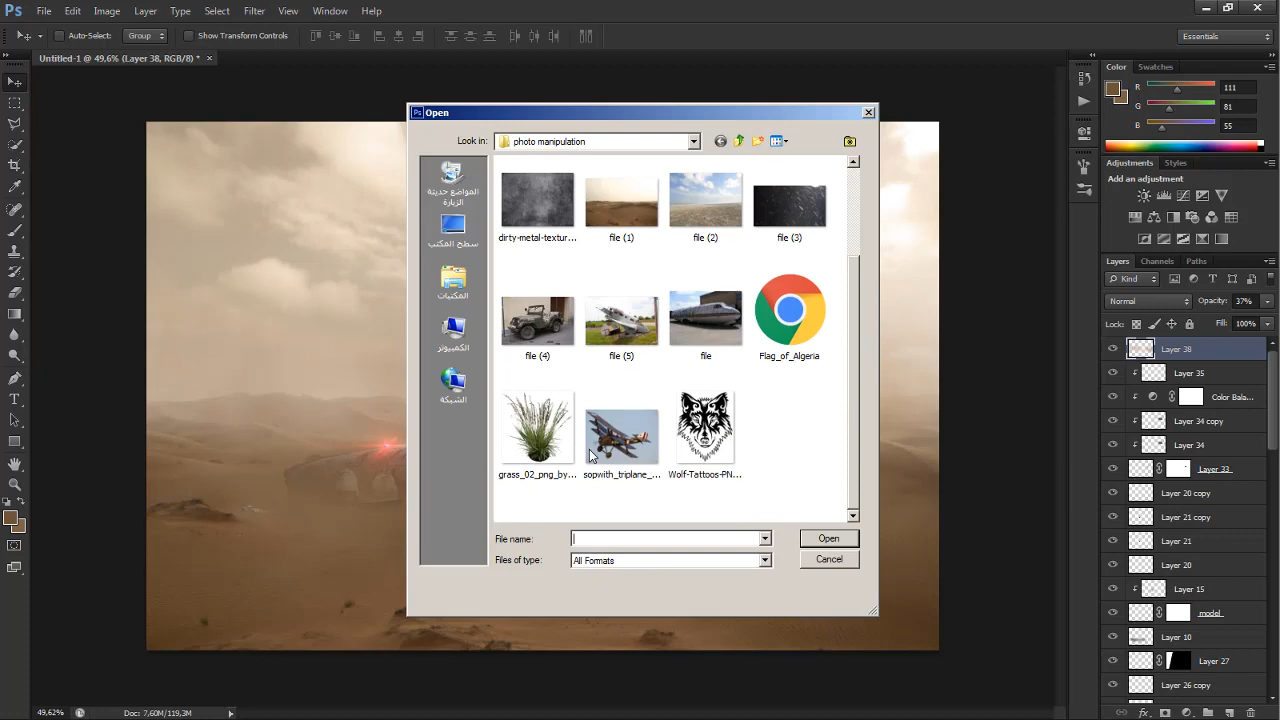 Ps File Edit Image Layer Type Select Filter View Window Help
Auto-Select: Group Show Transform Controls Essentials
Untitled-1 @ 49,6% (Layer 38, RGB/8) * ×
Color Swatches
R 111
G 81
B 55
Adjustments Styles
Add an adjustment
Layers Channels Paths
Kind
Normal Opacity: 37%
Lock: Fill: 100%
Layer 38
Layer 35
Color Bala...
Layer 34 copy
Layer 34
Layer 33
Layer 20 copy
Layer 21 copy
Layer 21
Layer 20
Layer 15
model
Layer 10
Layer 27
Layer 26 copy
Open
Look in: photo manipulation
المواضع حديثة
الزيارة
سطح المكتب
المكتبات
الكمبيوتر
الشبكة
dirty-metal-textur... file (1) file (2) file (3)
file (4) file (5) file Flag_of_Algeria
grass_02_png_by... sopwith_triplane_... Wolf-Tattoos-PN...
File name: Open
Files of type: All Formats Cancel
49,62% Doc: 7,60M/119,3M